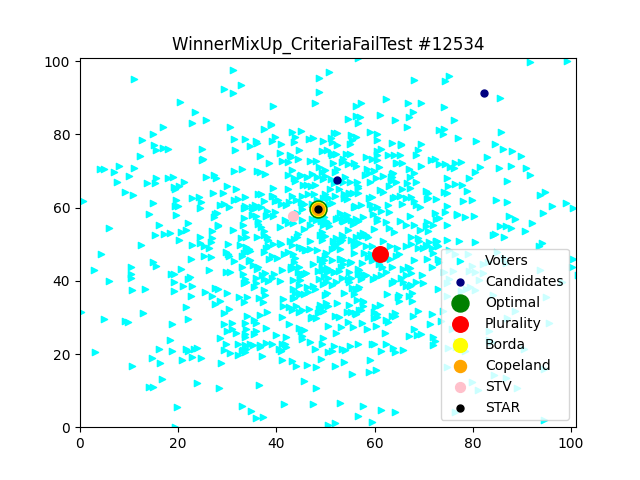 WinnerMixUp_CriteriaFailTest #12534
100
80
60
40
20
0
0
20
40
60
80
100
Voters
Candidates
Optimal
Plurality
Borda
Copeland
STV
STAR